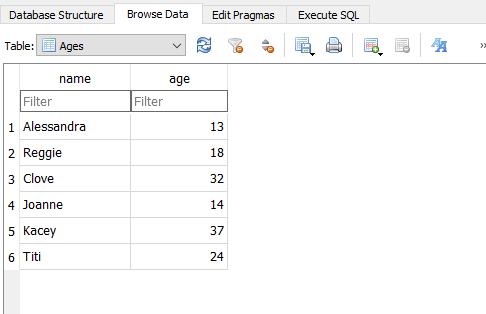 Database Structure Browse Data Edit Pragmas Execute SQL
Table: Ages »
name age
Filter Filter
1 Alessandra 13
2 Reggie 18
3 Clove 32
4 Joanne 14
5 Kacey 37
6 Titi 24